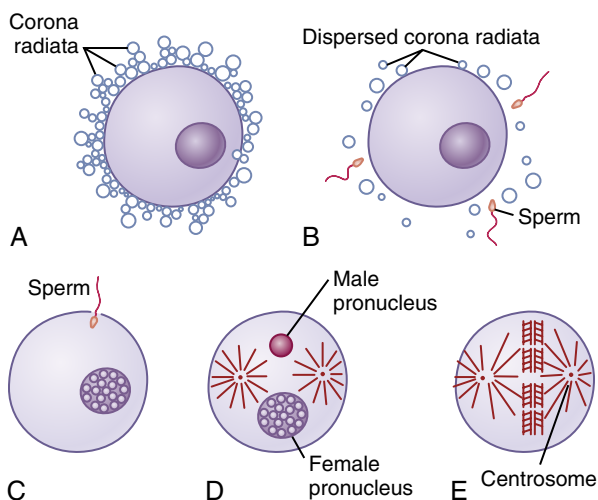 Corona
radiata
A
Dispersed corona radiata
Sperm
B
Sperm
C
Male
pronucleus
Female
pronucleus
D
Centrosome
E